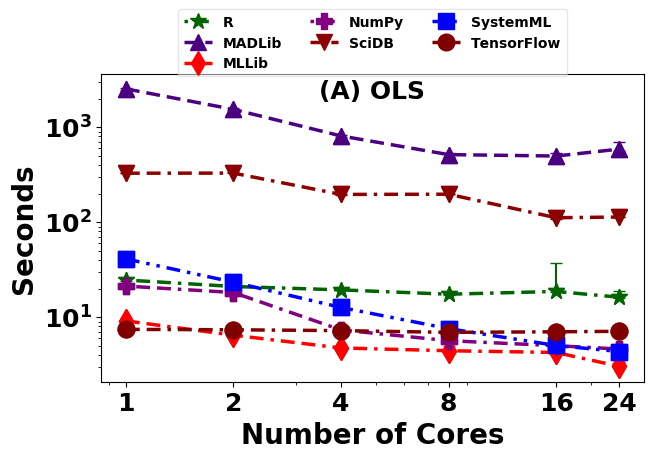 R
MADLib
MLLib
NumPy
SciDB
SystemML
TensorFlow
(A) OLS
Seconds
10³
10²
10¹
1 2 4 8 16 24
Number of Cores